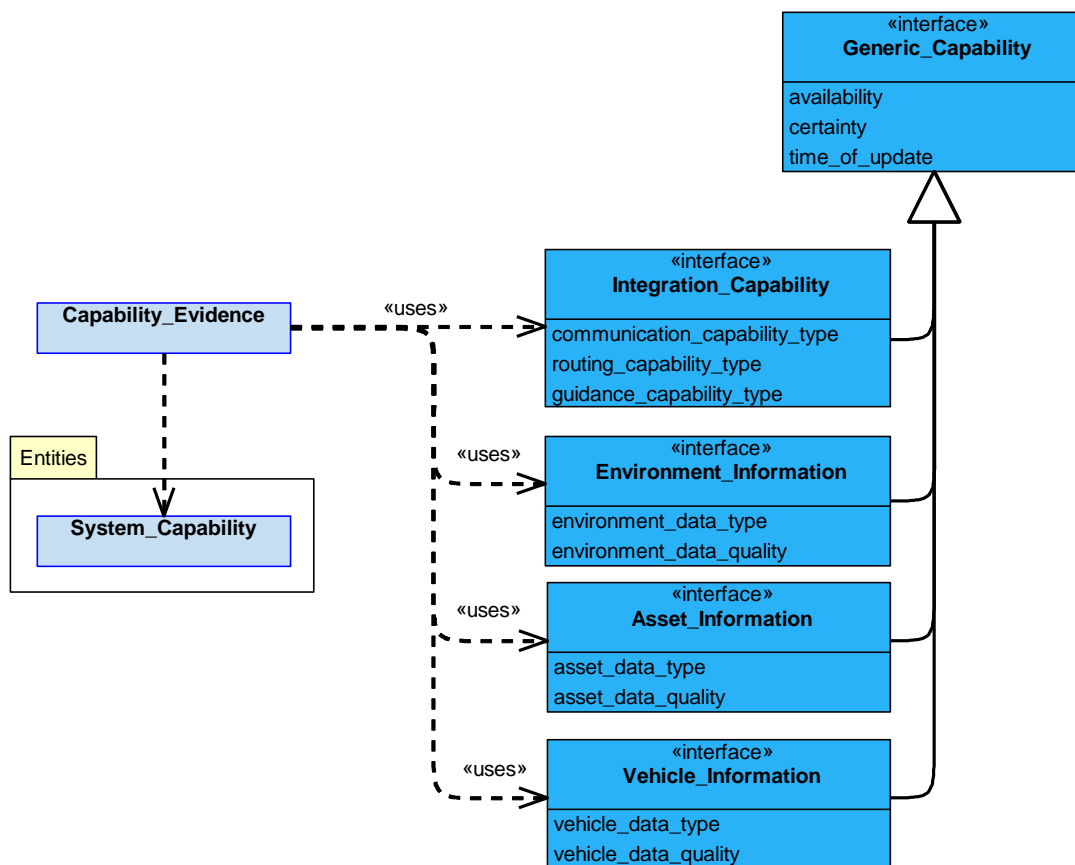 «interface»
Generic_Capability
availability
certainty
time_of_update
«interface»
Integration_Capability
communication_capability_type
routing_capability_type
guidance_capability_type
Capability_Evidence
«uses»
Entities
System_Capability
«uses»
«interface»
Environment_Information
environment_data_type
environment_data_quality
«uses»
«interface»
Asset_Information
asset_data_type
asset_data_quality
«uses»
«interface»
Vehicle_Information
vehicle_data_type
vehicle_data_quality